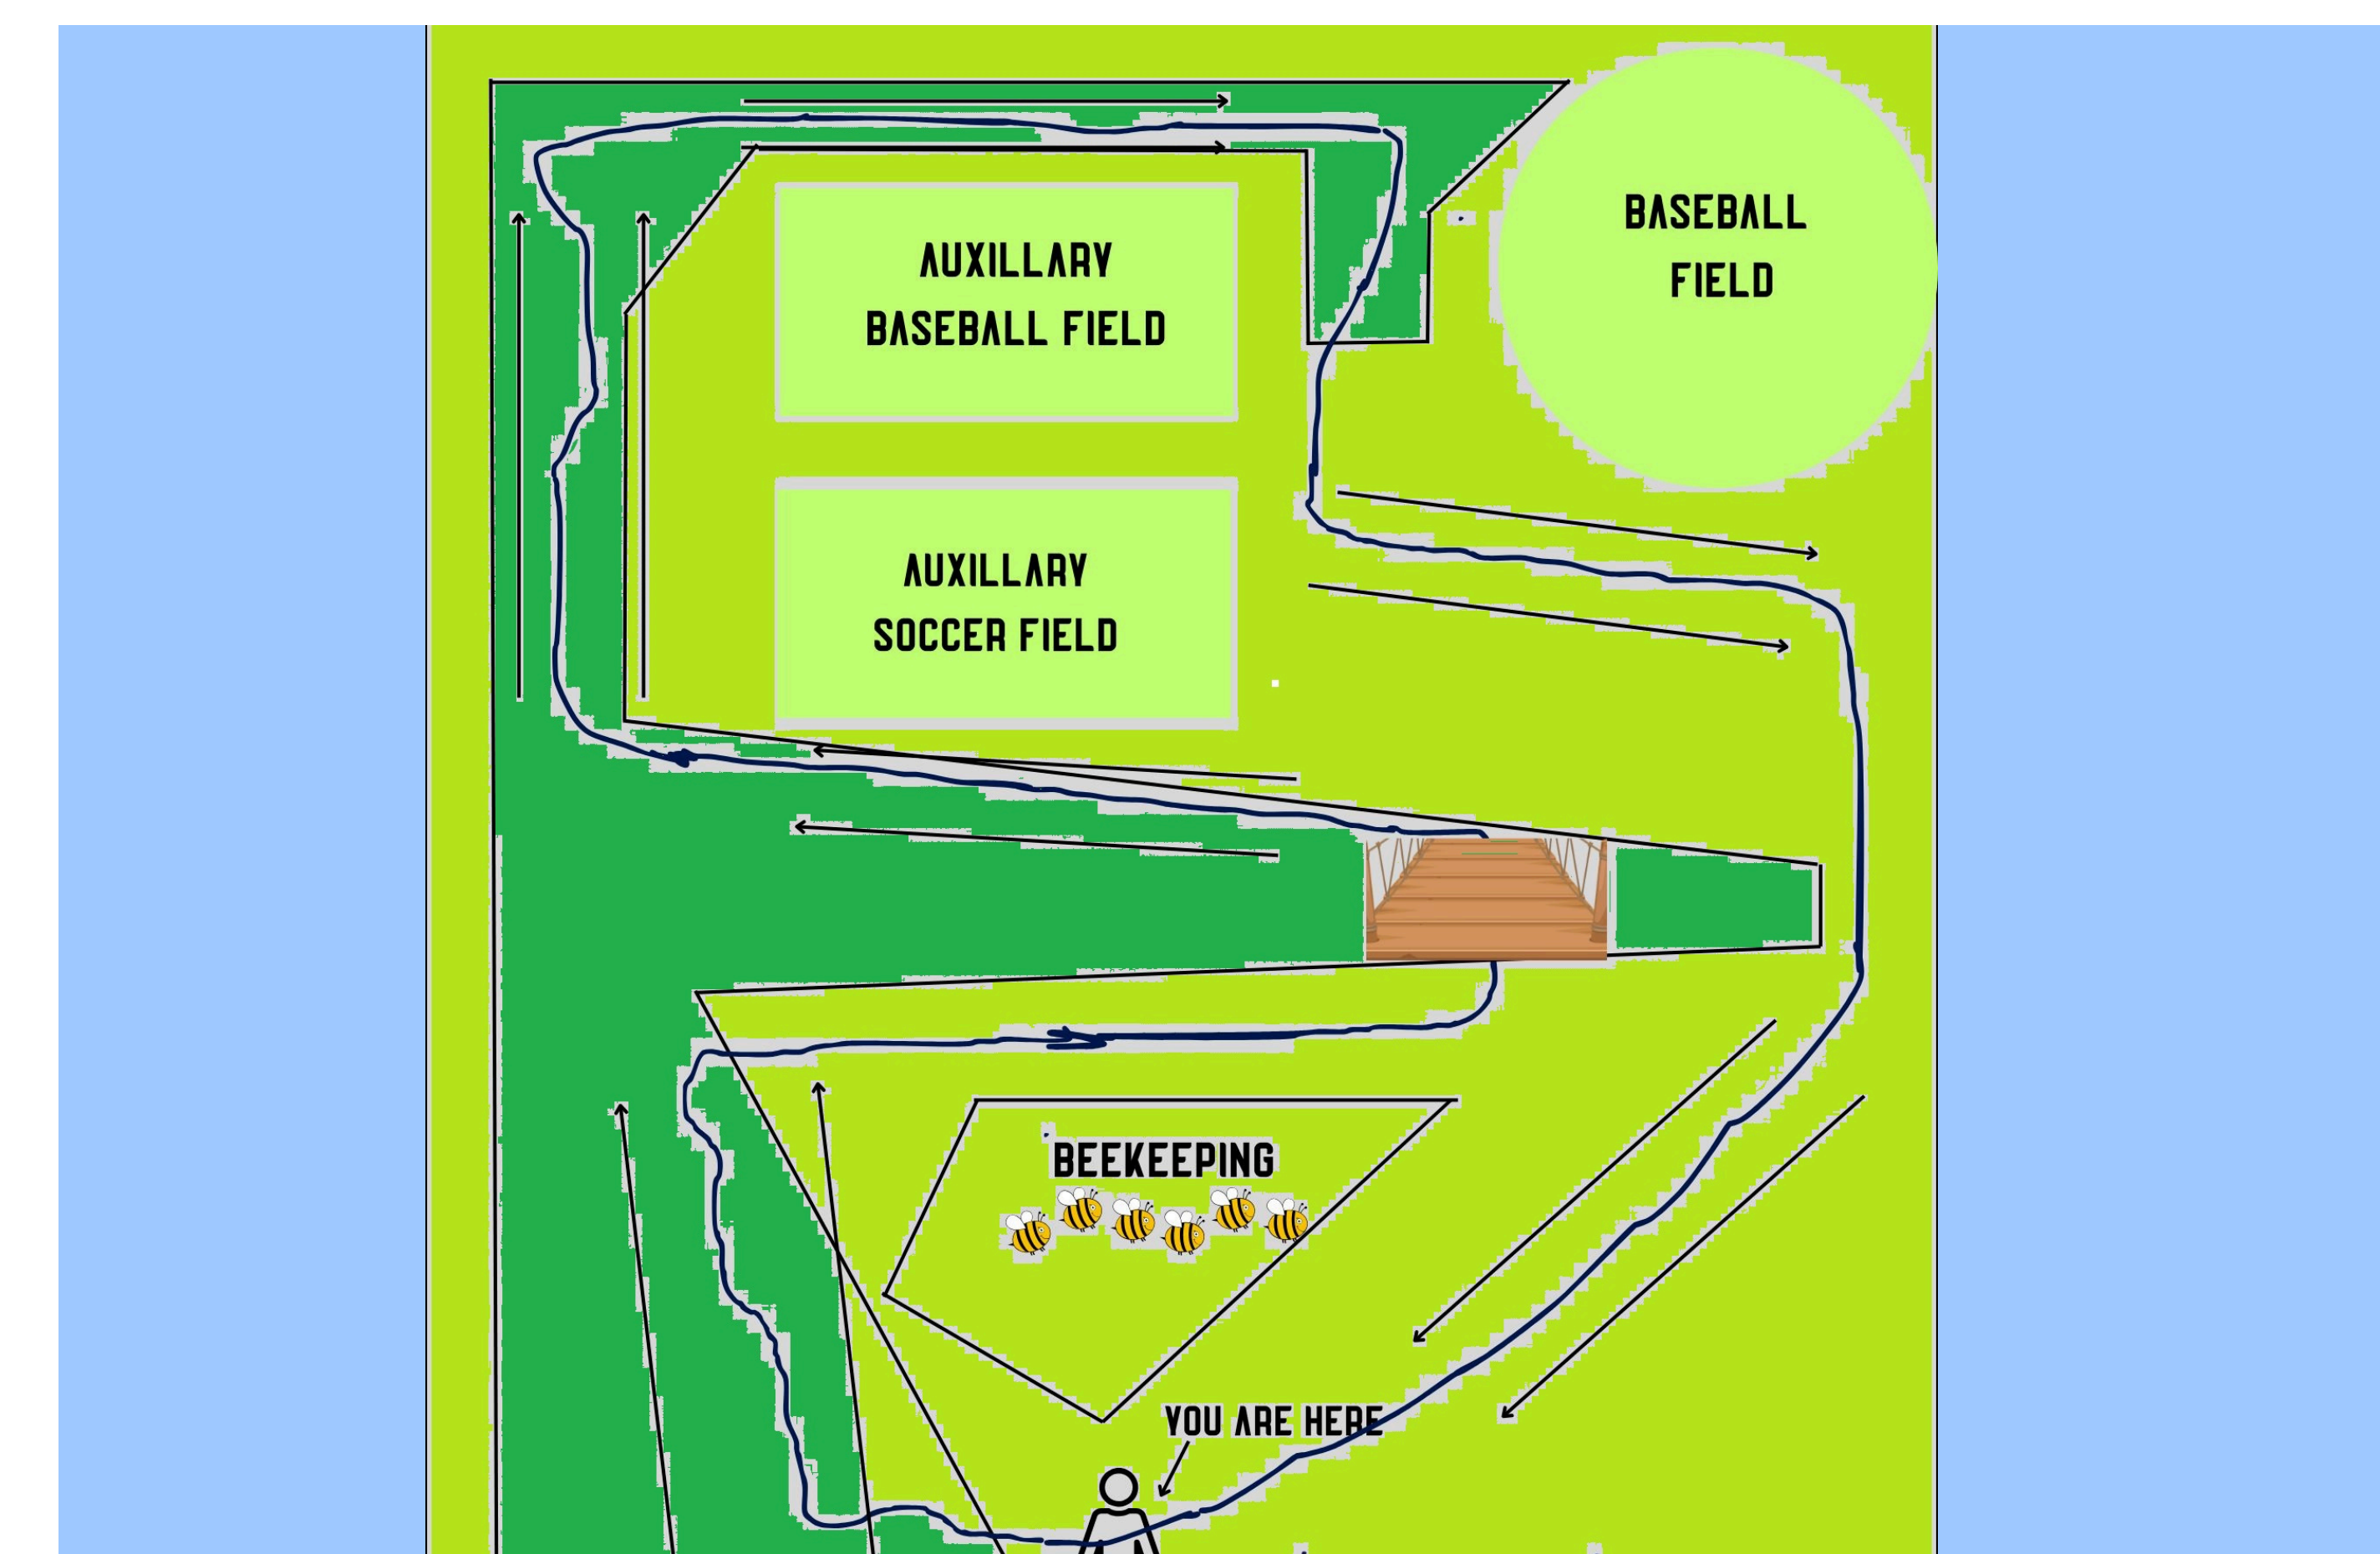 BASEBALL
FIELD
AUXILLARY
BASEBALL FIELD
AUXILLARY
SOCCER FIELD
BEEKEEPING
YOU ARE HERE